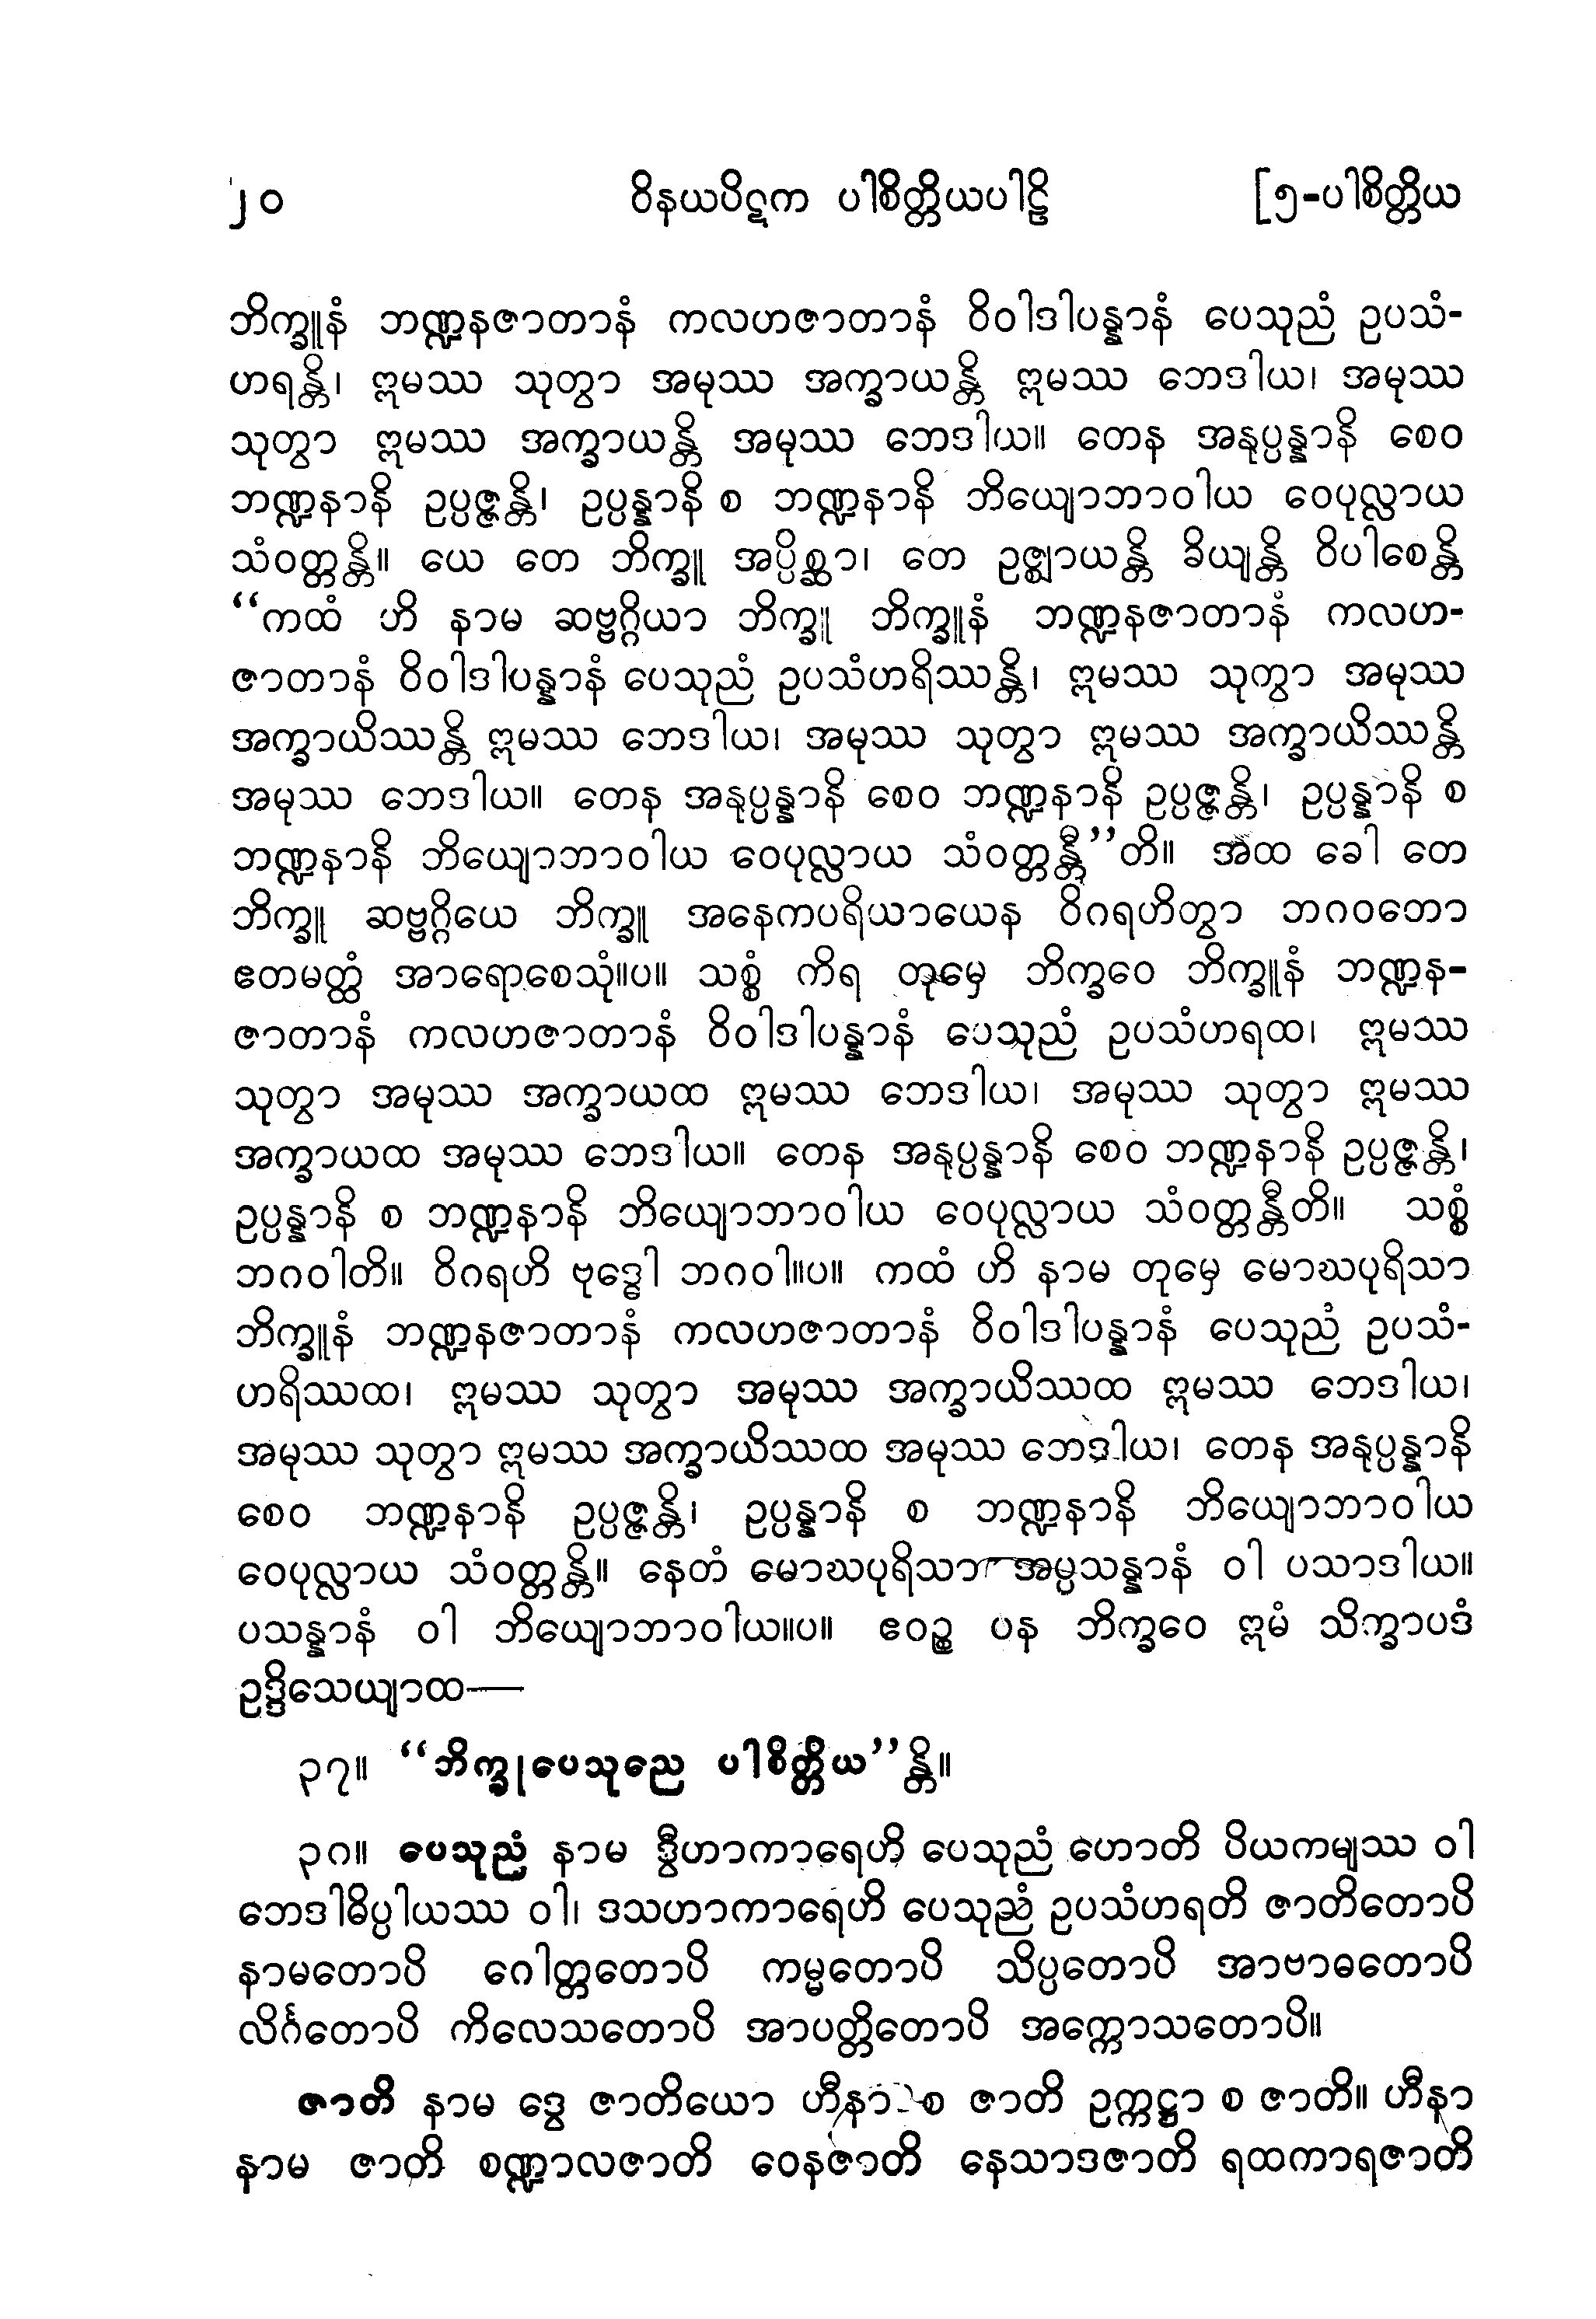 ၂၀ ဝိနယပိဋက ပါစိတ္တိယပါဠိ [၅-ပါစိတ္တိယ
ဘိက္ခူနံ ဘဏ္ဍနဇာတာနံ ကလဟဇာတာနံ ဝိဝါဒါပန္နာနံ ပေသုညံ ဥပသံ-
ဟရန္တိ၊ ဣမဿ သုတွာ အမုဿ အက္ခာယန္တိ ဣမဿ ဘေဒါယ၊ အမုဿ
သုတွာ ဣမဿ အက္ခာယန္တိ အမုဿ ဘေဒါယ။ တေန အနုပ္ပန္နာနိ စေဝ
ဘဏ္ဍနာနိ ဥပ္ပဇ္ဇန္တိ၊ ဥပ္ပန္နာနိ စ ဘဏ္ဍနာနိ ဘိယျောဘာဝါယ ဝေပုလ္လာယ
သံဝတ္တန္တိ။ ယေ တေ ဘိက္ခူ အပ္ပိစ္ဆာ၊ တေ ဥဇ္ဈာယန္တိ ခိယျန္တိ ဝိပါစေန္တိ
“ကထံ ဟိ နာမ ဆဗ္ဗဂ္ဂိယာ ဘိက္ခူ ဘိက္ခူနံ ဘဏ္ဍနဇာတာနံ ကလဟ-
ဇာတာနံ ဝိဝါဒါပန္နာနံ ပေသုညံ ဥပသံဟရိဿန္တိ၊ ဣမဿ သုကွာ အမုဿ
အက္ခာယိဿန္တိ ဣမဿ ဘေဒါယ၊ အမုဿ သုတွာ ဣမဿ အက္ခာယိဿန္တိ
အမုဿ ဘေဒါယ။ တေန အနုပ္ပန္နာနိ စေဝ ဘဏ္ဍနာနိ ဥပ္ပဇ္ဇန္တိ၊ ဥပ္ပန္နာနိ စ
ဘဏ္ဍနာနိ ဘိယျောဘာဝါယ ဝေပုလ္လာယ သံဝတ္တန္တီ”တိ။ အထ ခေါ တေ
ဘိက္ခူ ဆဗ္ဗဂ္ဂိယေ ဘိက္ခူ အနေကပရိယာယေန ဝိဂရဟိတွာ ဘဂဝတော
ဧတမတ္ထံ အာရောစေသုံ။ပ။ သစ္စံ ကိရ တုမှေ ဘိက္ခဝေ ဘိက္ခူနံ ဘဏ္ဍန-
ဇာတာနံ ကလဟဇာတာနံ ဝိဝါဒါပန္နာနံ ပေသုညံ ဥပသံဟရထ၊ ဣမဿ
သုတွာ အမုဿ အက္ခာယထ ဣမဿ ဘေဒါယ၊ အမုဿ သုတွာ ဣမဿ
အက္ခာယထ အမုဿ ဘေဒါယ။ တေန အနုပ္ပန္နာနိ စေဝ ဘဏ္ဍနာနိ ဥပ္ပဇ္ဇန္တိ၊
ဥပ္ပန္နာနိ စ ဘဏ္ဍနာနိ ဘိယျောဘာဝါယ ဝေပုလ္လာယ သံဝတ္တန္တီတိ။ သစ္စံ
ဘဂဝါတိ။ ဝိဂရဟိ ဗုဒ္ဓေါ ဘဂဝါ။ပ။ ကထံ ဟိ နာမ တုမှေ မောဃပုရိသာ
ဘိက္ခူနံ ဘဏ္ဍနဇာတာနံ ကလဟဇာတာနံ ဝိဝါဒါပန္နာနံ ပေသုညံ ဥပသံ-
ဟရိဿထ၊ ဣမဿ သုတွာ အမုဿ အက္ခာယိဿထ ဣမဿ ဘေဒါယ၊
အမုဿ သုတွာ ဣမဿ အက္ခာယိဿထ အမုဿ ဘေဒါယ၊ တေန အနုပ္ပန္နာနိ
စေဝ ဘဏ္ဍနာနိ ဥပ္ပဇ္ဇန္တိ၊ ဥပ္ပန္နာနိ စ ဘဏ္ဍနာနိ ဘိယျောဘာဝါယ
ဝေပုလ္လာယ သံဝတ္တန္တိ။ နေတံ မောဃပုရိသာ အပ္ပသန္နာနံ ဝါ ပသာဒါယ။
ပသန္နာနံ ဝါ ဘိယျောဘာဝါယ။ပ။ ဧဝဉ္စ ပန ဘိက္ခဝေ ဣမံ သိက္ခာပဒံ
ဥဒ္ဒိသေယျာထ—
၃၇။ “ဘိက္ခုပေသုညေ ပါစိတ္တိယ”န္တိ။
၃၈။ ပေသုညံ နာမ ဒွီဟာကာရေဟိ ပေသုညံ ဟောတိ ပိယကမျဿ ဝါ
ဘေဒါဓိပ္ပါယဿ ဝါ၊ ဒသဟာကာရေဟိ ပေသုညံ ဥပသံဟရတိ ဇာတိတောပိ
နာမတောပိ ဂေါတ္တတောပိ ကမ္မတောပိ သိပ္ပတောပိ အာဗာဓတောပိ
လိင်္ဂတောပိ ကိလေသတောပိ အာပတ္တိတောပိ အက္ကောသတောပိ။
ဇာတိ နာမ ဒွေ ဇာတိယော ဟီနာ စ ဇာတိ ဥက္ကဋ္ဌာ စ ဇာတိ။ ဟီနာ
နာမ ဇာတိ စဏ္ဍာလဇာတိ ဝေနဇာတိ နေသာဒဇာတိ ရထကာရဇာတိ